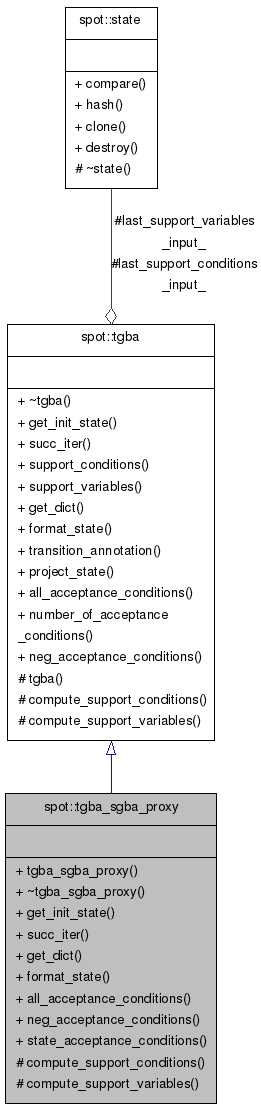 spot::state
+ compare()
+ hash()
+ clone()
+ destroy()
# ~state()
#last_support_variables
_input_
#last_support_conditions
_input_
spot::tgba
+ ~tgba()
+ get_init_state()
+ succ_iter()
+ support_conditions()
+ support_variables()
+ get_dict()
+ format_state()
+ transition_annotation()
+ project_state()
+ all_acceptance_conditions()
+ number_of_acceptance
_conditions()
+ neg_acceptance_conditions()
# tgba()
# compute_support_conditions()
# compute_support_variables()
spot::tgba_sgba_proxy
+ tgba_sgba_proxy()
+ ~tgba_sgba_proxy()
+ get_init_state()
+ succ_iter()
+ get_dict()
+ format_state()
+ all_acceptance_conditions()
+ neg_acceptance_conditions()
+ state_acceptance_conditions()
# compute_support_conditions()
# compute_support_variables()